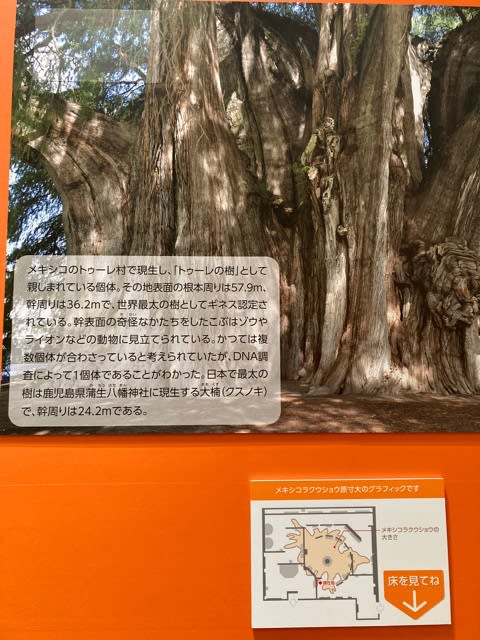 メキシコのトゥーレ村で現生し、「トゥーレの樹」として
親しまれている個体。その地表面の根本周りは57.9m、
幹周りは36.2mで、世界最大の樹としてギネス認定さ
れている。幹表面の奇怪なかたちをしたこぶはゾウや
ライオンなどの動物に見立てられている。かつては複
数個体が合わさっていると考えられていたが、DNA調
査によって1個体であることがわかった。日本で最大の
樹は鹿児島県蒲生八幡神社に現生する大楠(クスノキ)
で、幹周りは24.2mである。
メキシコラクウショウ原寸大のグラフィックです
メキシコラクウショウの
大きさ
床を見てね